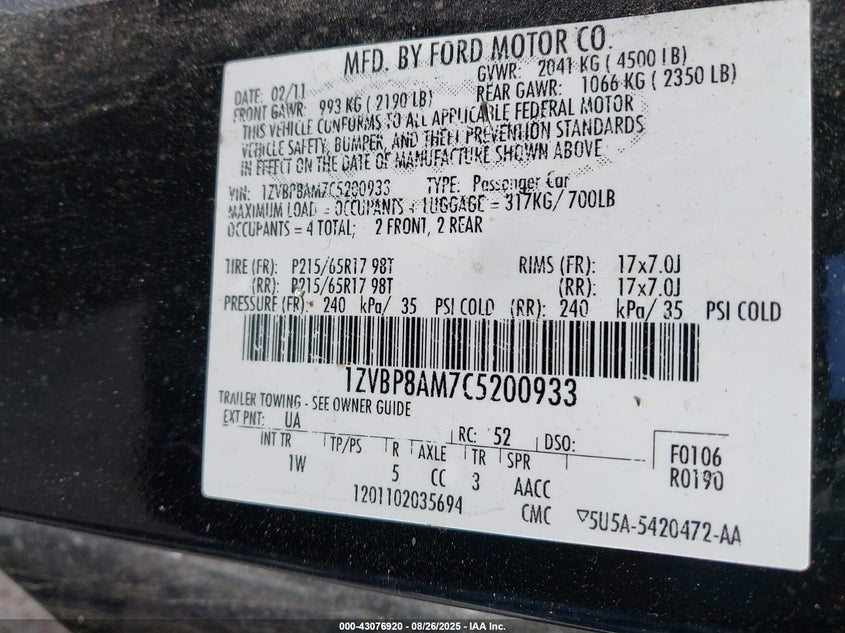 MFD. BY FORD MOTOR CO.
DATE: 02/11 GVWR: 2041 KG ( 4500 LB)
FRONT GAWR: 993 KG ( 2190 LB) REAR GAWR: 1066 KG ( 2350 LB)
THIS VEHICLE CONFORMS TO ALL APPLICABLE FEDERAL MOTOR
VEHICLE SAFETY, BUMPER, AND THEFT PREVENTION STANDARDS
IN EFFECT ON THE DATE OF MANUFACTURE SHOWN ABOVE
VIN: 1ZVBP8AM7C5200933 TYPE: Passenger Car
MAXIMUM LOAD = OCCUPANTS + LUGGAGE = 317KG/ 700LB
OCCUPANTS = 4 TOTAL; 2 FRONT, 2 REAR
TIRE (FR): P215/65R17 98T RIMS (FR): 17x7.0J
(RR): P215/65R17 98T (RR): 17x7.0J
PRESSURE (FR): 240 kPa/ 35 PSI COLD (RR): 240 kPa/ 35 PSI COLD
1ZVBP8AM7C5200933
TRAILER TOWING - SEE OWNER GUIDE
EXT PNT: UA RC: 52 DSO:
INT TR TP/PS R AXLE TR SPR F0106
1W 5 CC 3 AACC R0190
1201102035694 CMC ▽5U5A-5420472-AA
000-43076920 - 08/26/2025 - IAA Inc.